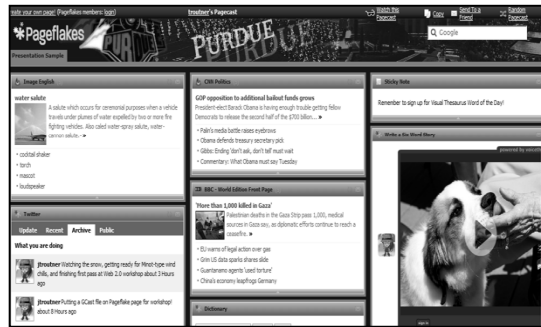 eate your own page! (Pageflakes members: login)
troutner's Pagecast
Watch this Pagecast
Copy
Send To a Friend
Random Pagecast
Pageflakes
PURDUE
Google
Presentation Sample
Image English
water salute
A salute which occurs for ceremonial purposes when a vehicle
travels under plumes of water expelled by two or more fire
fighting vehicles. Also called water-spray salute, water-
cannon salute. - »
cocktail shaker
torch
mascot
loudspeaker
Twitter
Update Recent Archive Public
What you are doing
jtroutner Watching the snow, getting ready for Minot-type wind
chills, and finishing first pass at Web 2.0 workshop about 3 Hours
ago
jtroutner Putting a GCast file on Pageflake page for workshop!
about 8 Hours ago
CNN Politics
GOP opposition to additional bailout funds grows
President-elect Barack Obama is having enough trouble getting fellow
Democrats to release the second half of the $700 billion... »
Palin's media battle raises eyebrows
Obama defends treasury secretary pick
Gibbs: Ending 'don't ask, don't tell' must wait
Commentary: What Obama must say Tuesday
BBC - World Edition Front Page
'More than 1,000 killed in Gaza'
Palestinian deaths in the Gaza Strip pass 1,000, medical
sources in Gaza say, as diplomatic efforts continue to reach a
ceasefire. »
EU warns of legal action over gas
Grim US data sparks shares slide
Guantanamo agents 'used torture'
China's economy leapfrogs Germany
Dictionary
Sticky Note
Remember to sign up for Visual Thesaurus Word of the Day!
Write a Six Word Story